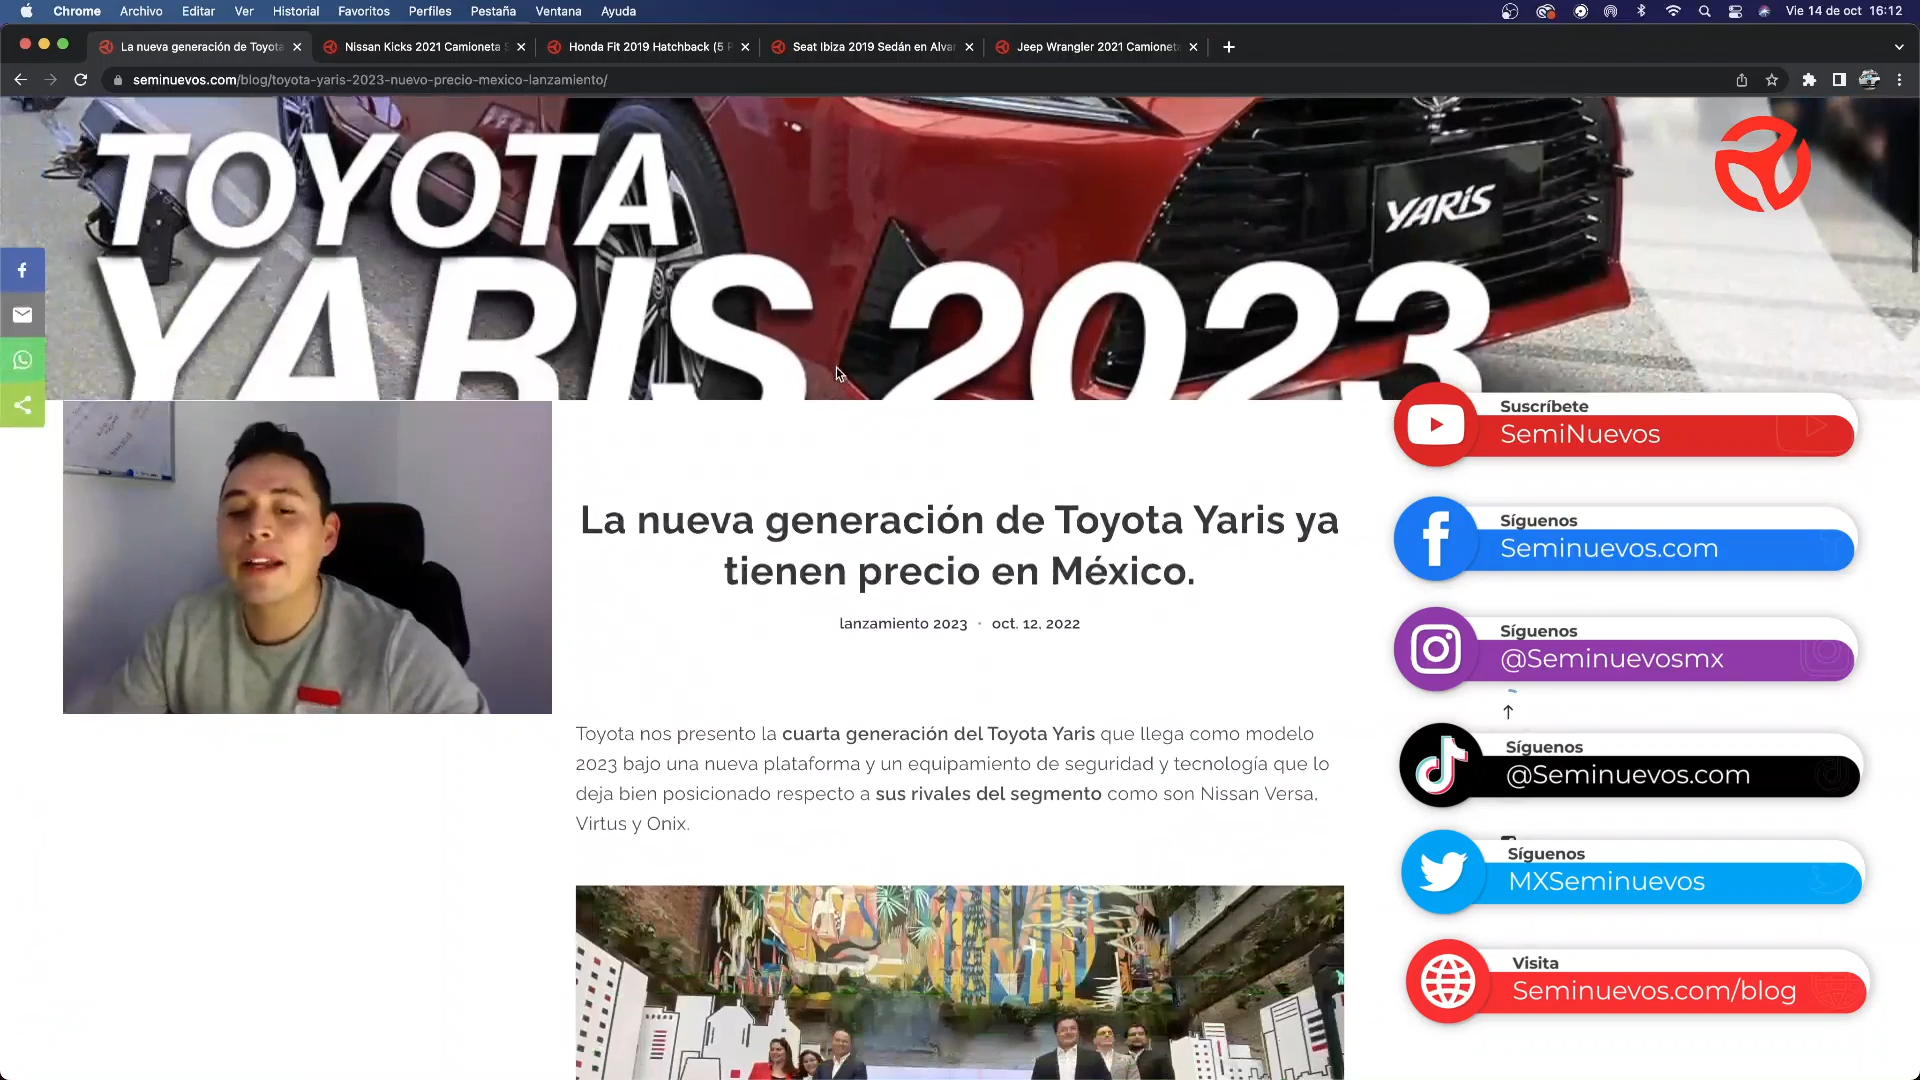 Chrome Archivo Editar Ver Historial Favoritos Perfiles Pestaña Ventana Ayuda
Vie 14 de oct 16:12
La nueva generación de Toyota
Nissan Kicks 2021 Camioneta S
Honda Fit 2019 Hatchback (5 P
Seat Ibiza 2019 Sedán en Alvar
Jeep Wrangler 2021 Camioneta
seminuevos.com/blog/toyota-yaris-2023-nuevo-precio-mexico-lanzamiento/
TOYOTA
YARIS 2023
YARIS
La nueva generación de Toyota Yaris ya
tienen precio en México.
lanzamiento 2023 • oct. 12, 2022
Toyota nos presento la cuarta generación del Toyota Yaris que llega como modelo
2023 bajo una nueva plataforma y un equipamiento de seguridad y tecnología que lo
deja bien posicionado respecto a sus rivales del segmento como son Nissan Versa,
Virtus y Onix.
Suscríbete
SemiNuevos
Síguenos
Seminuevos.com
Síguenos
@Seminuevosmx
Síguenos
@Seminuevos.com
Síguenos
MXSeminuevos
Visita
Seminuevos.com/blog